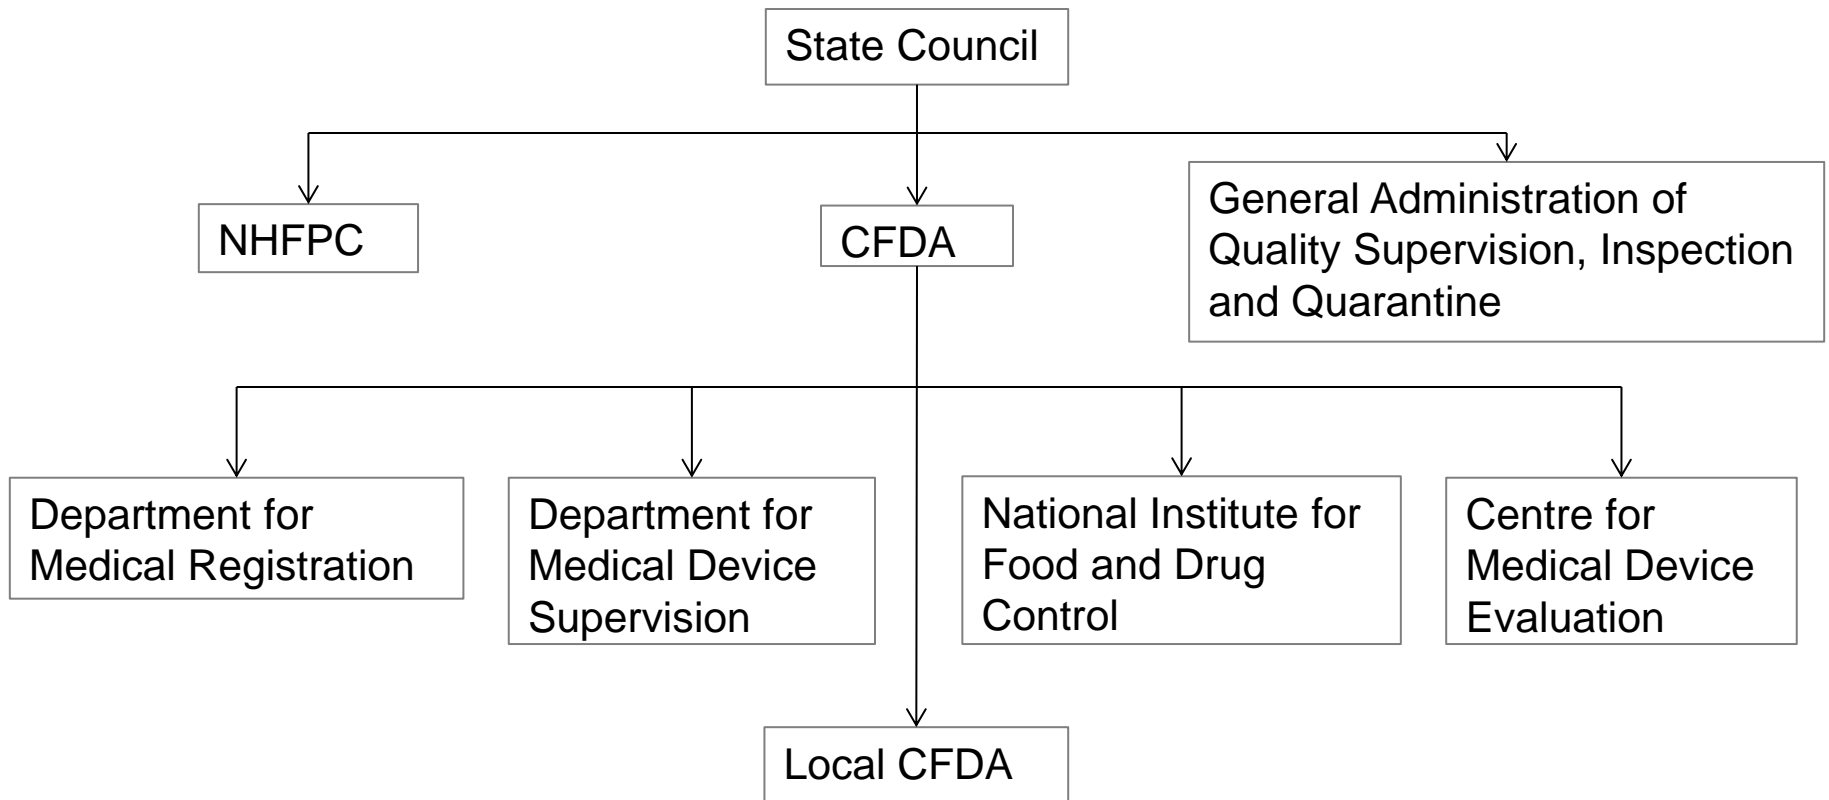 State Council
NHFPC
CFDA
General Administration of
Quality Supervision, Inspection
and Quarantine
Department for
Medical Registration
Department for
Medical Device
Supervision
National Institute for
Food and Drug
Control
Centre for
Medical Device
Evaluation
Local CFDA